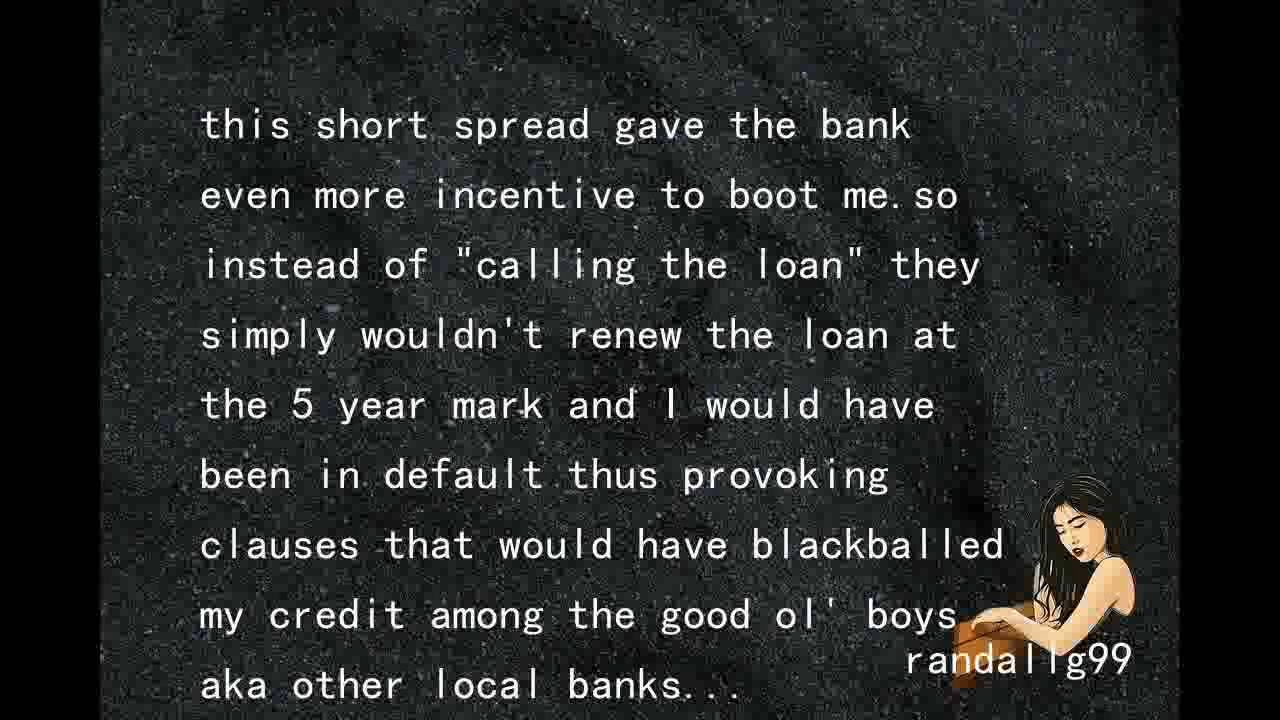 this short spread gave the bank
even more incentive to boot me.so
instead of "calling the loan" they
simply wouldn't renew the loan at
the 5 year mark and I would have
been in default thus provoking
clauses that would have blackballed
my credit among the good ol' boys
aka other local banks...
randallg99